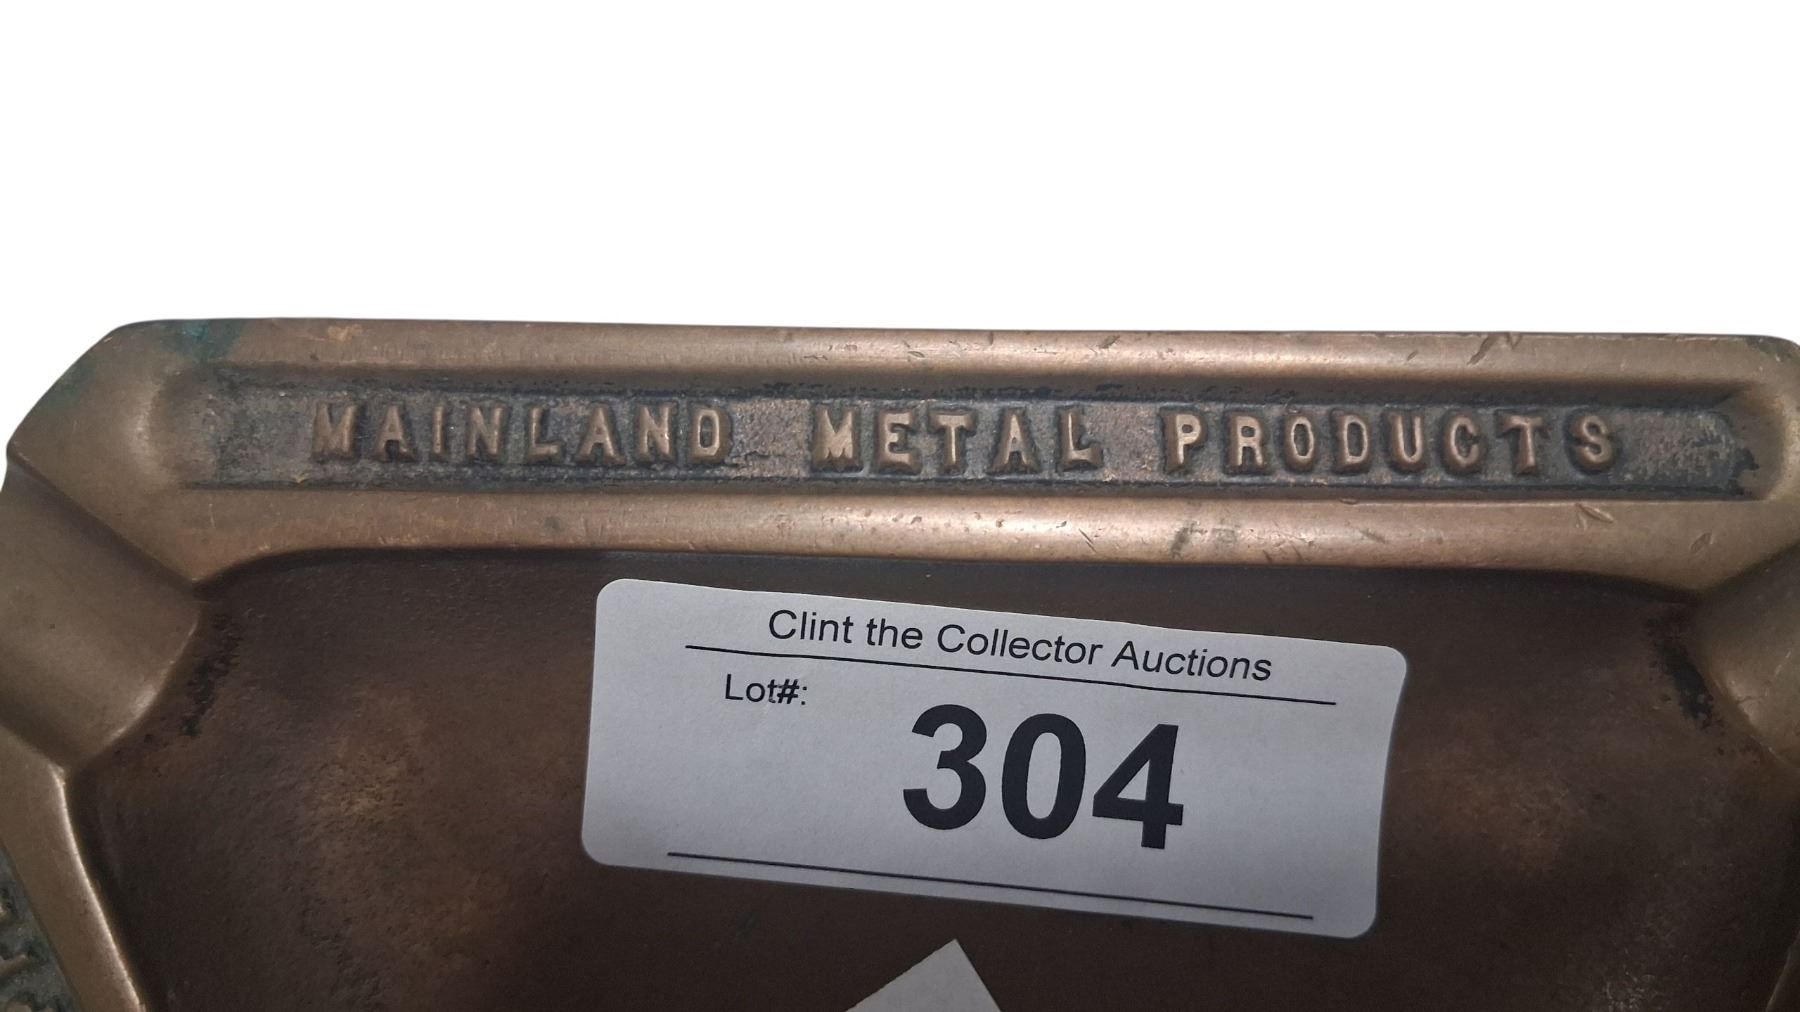 MAINLAND METAL PRODUCTS
Clint the Collector Auctions
Lot#:
304